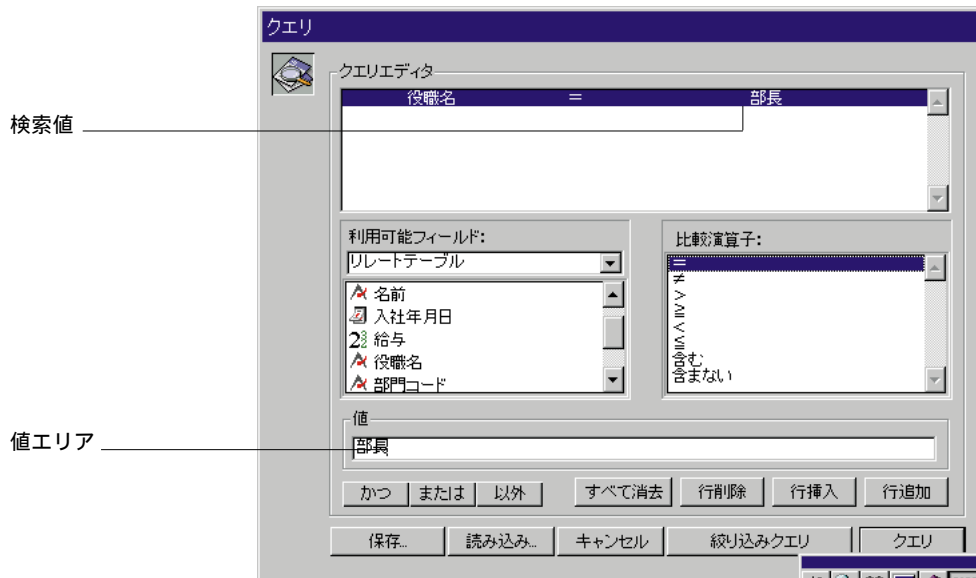 クエリ
クエリエディタ
役職名 = 部長
検索値
利用可能フィールド:
リレートテーブル
名前
入社年月日
給与
役職名
部門コード
比較演算子:
=
≠
>
≧
<
≦
含む
含まない
値
値エリア
部長
かつ または 以外 すべて消去 行削除 行挿入 行追加
保存... 読み込み... キャンセル 絞り込みクエリ クエリ